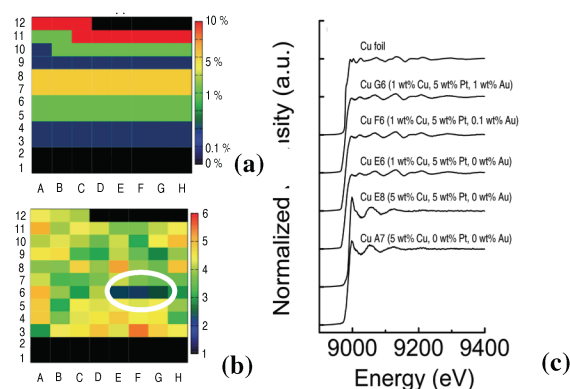 12
11
10
9
8
7
6
5
4
3
2
1
A B C D E F G H
10 %
1 %
0.1 %
0 %
(a)
12
11
10
9
8
7
6
5
4
3
2
1
A B C D E F G H
6
5
4
3
2
1
(b)
Normalized
sity (a.u.)
Cu foil
Cu G6 (1 wt% Cu, 5 wt% Pt, 1 wt% Au)
Cu F6 (1 wt% Cu, 5 wt% Pt, 0.1 wt% Au)
Cu E6 (1 wt% Cu, 5 wt% Pt, 0 wt% Au)
Cu E8 (5 wt% Cu, 5 wt% Pt, 0 wt% Au)
Cu A7 (5 wt% Cu, 0 wt% Pt, 0 wt% Au)
9000 9200 9400
Energy (eV)
(c)